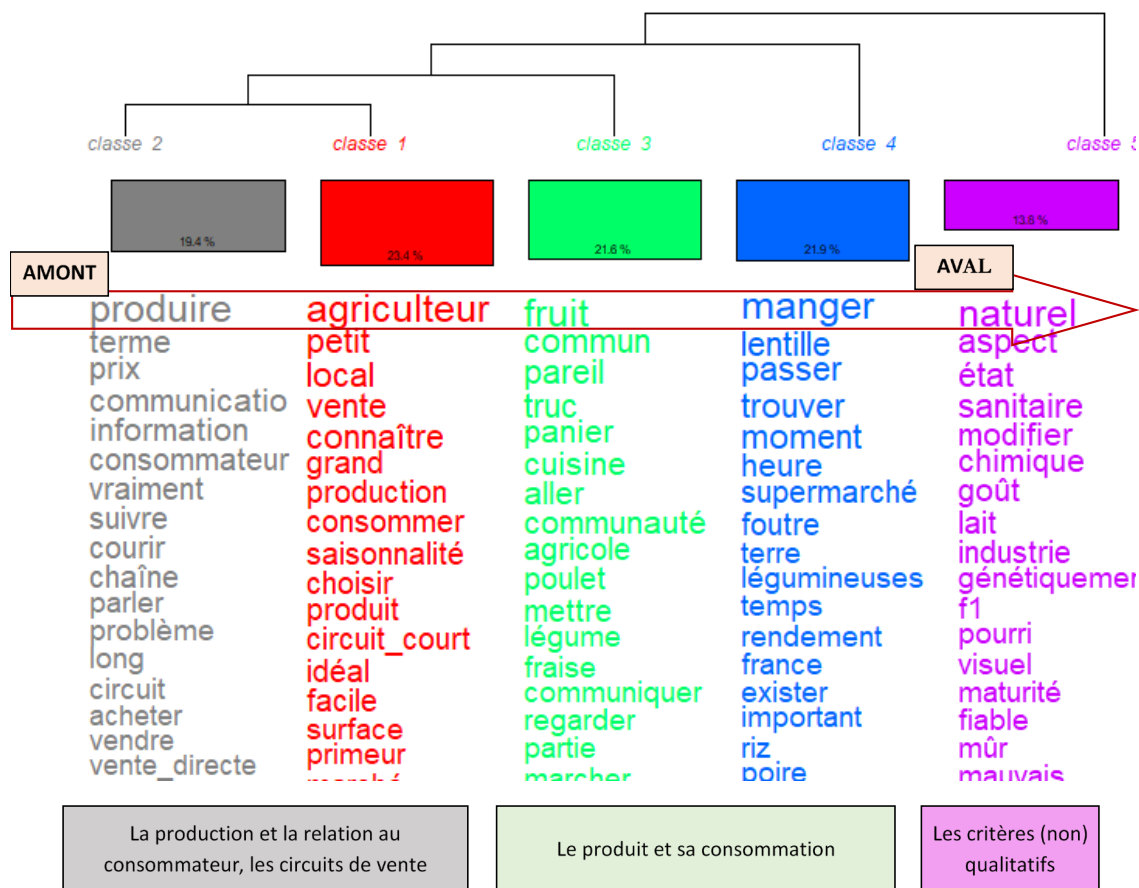 classe 2
classe 1
classe 3
classe 4
classe 5
19.4 %
23.4 %
21.6 %
21.9 %
13.8 %
AMONT
AVAL
produire
terme
prix
communicatio
information
consommateur
vraiment
suivre
courir
chaîne
parler
problème
long
circuit
acheter
vendre
vente_directe
agriculteur
petit
local
vente
connaître
grand
production
consommer
saisonnalité
choisir
produit
circuit_court
idéal
facile
surface
primeur
marché
fruit
commun
pareil
truc
panier
cuisine
aller
communauté
agricole
poulet
mettre
légume
fraise
communiquer
regarder
partie
marcher
manger
lentille
passer
trouver
moment
heure
supermarché
foutre
terre
légumineuses
temps
rendement
france
exister
important
riz
poire
naturel
aspect
état
sanitaire
modifier
chimique
goût
lait
industrie
génétiquemen
f1
pourri
visuel
maturité
fiable
mûr
mauvais
La production et la relation au
consommateur, les circuits de vente
Le produit et sa consommation
Les critères (non)
qualitatifs